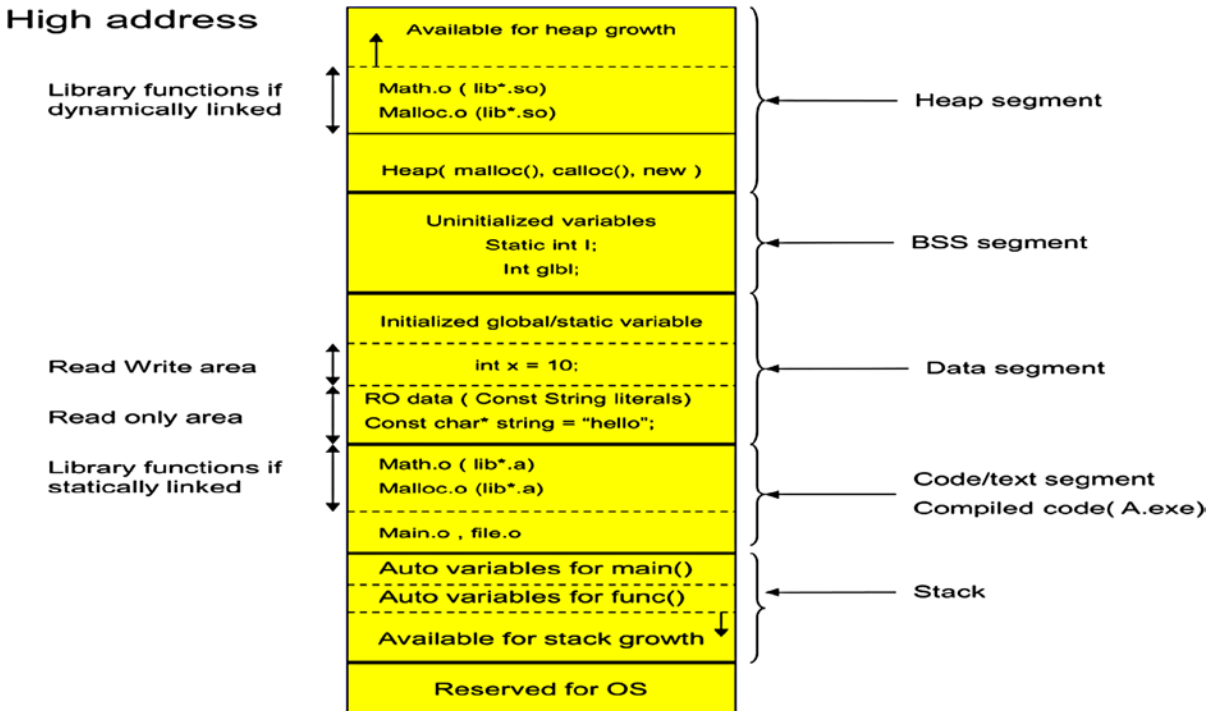 High address
Available for heap growth
Library functions if
dynamically linked
Math.o ( lib*.so)
Malloc.o (lib*.so)
Heap segment
Heap( malloc(), calloc(), new )
Uninitialized variables
Static int I;
Int glbl;
BSS segment
Initialized global/static variable
Read Write area
int x = 10;
Data segment
Read only area
RO data ( Const String literals)
Const char* string = “hello”;
Library functions if
statically linked
Math.o ( lib*.a)
Malloc.o (lib*.a)
Code/text segment
Compiled code( A.exe)
Main.o , file.o
Auto variables for main()
Auto variables for func()
Stack
Available for stack growth
Reserved for OS